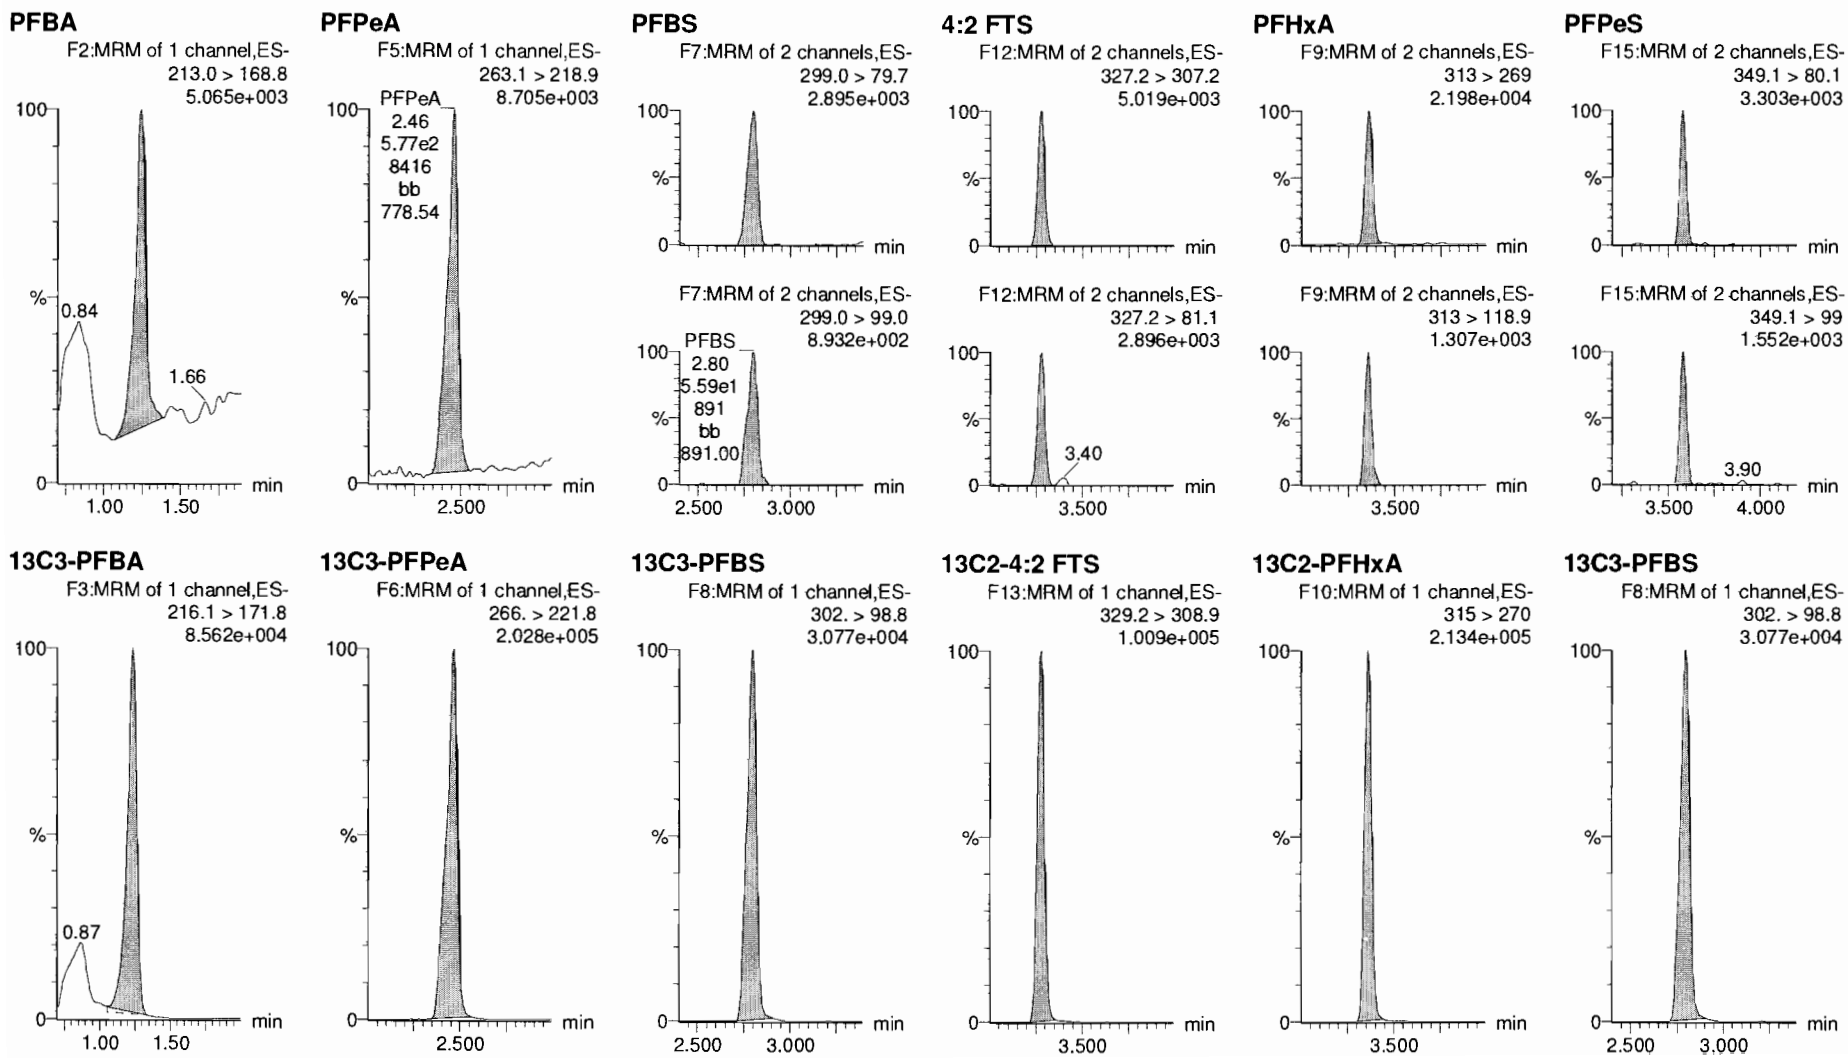 PFBA
F2:MRM of 1 channel,ES-
213.0 > 168.8
5.065e+003
100
%
0
0.84
1.66
min
1.00 1.50
PFPeA
F5:MRM of 1 channel,ES-
263.1 > 218.9
8.705e+003
PFPeA
2.46
5.77e2
8416
bb
778.54
100
%
0
min
2.500
PFBS
F7:MRM of 2 channels,ES-
299.0 > 79.7
2.895e+003
100
%
0
min
F7:MRM of 2 channels,ES-
299.0 > 99.0
8.932e+002
PFBS
2.80
5.59e1
891
bb
891.00
100
%
0
min
2.500 3.000
4:2 FTS
F12:MRM of 2 channels,ES-
327.2 > 307.2
5.019e+003
100
%
0
min
F12:MRM of 2 channels,ES-
327.2 > 81.1
2.896e+003
100
%
0
3.40
min
3.500
PFHxA
F9:MRM of 2 channels,ES-
313 > 269
2.198e+004
100
%
0
min
F9:MRM of 2 channels,ES-
313 > 118.9
1.307e+003
100
%
0
min
3.500
PFPeS
F15:MRM of 2 channels,ES-
349.1 > 80.1
3.303e+003
100
%
0
min
F15:MRM of 2 channels,ES-
349.1 > 99
1.552e+003
100
%
0
3.90
min
3.500 4.000
13C3-PFBA
F3:MRM of 1 channel,ES-
216.1 > 171.8
8.562e+004
100
%
0
0.87
min
1.00 1.50
13C3-PFPeA
F6:MRM of 1 channel,ES-
266. > 221.8
2.028e+005
100
%
0
min
2.500
13C3-PFBS
F8:MRM of 1 channel,ES-
302. > 98.8
3.077e+004
100
%
0
min
2.500 3.000
13C2-4:2 FTS
F13:MRM of 1 channel,ES-
329.2 > 308.9
1.009e+005
100
%
0
min
3.500
13C2-PFHxA
F10:MRM of 1 channel,ES-
315 > 270
2.134e+005
100
%
0
min
3.500
13C3-PFBS
F8:MRM of 1 channel,ES-
302. > 98.8
3.077e+004
100
%
0
min
2.500 3.000